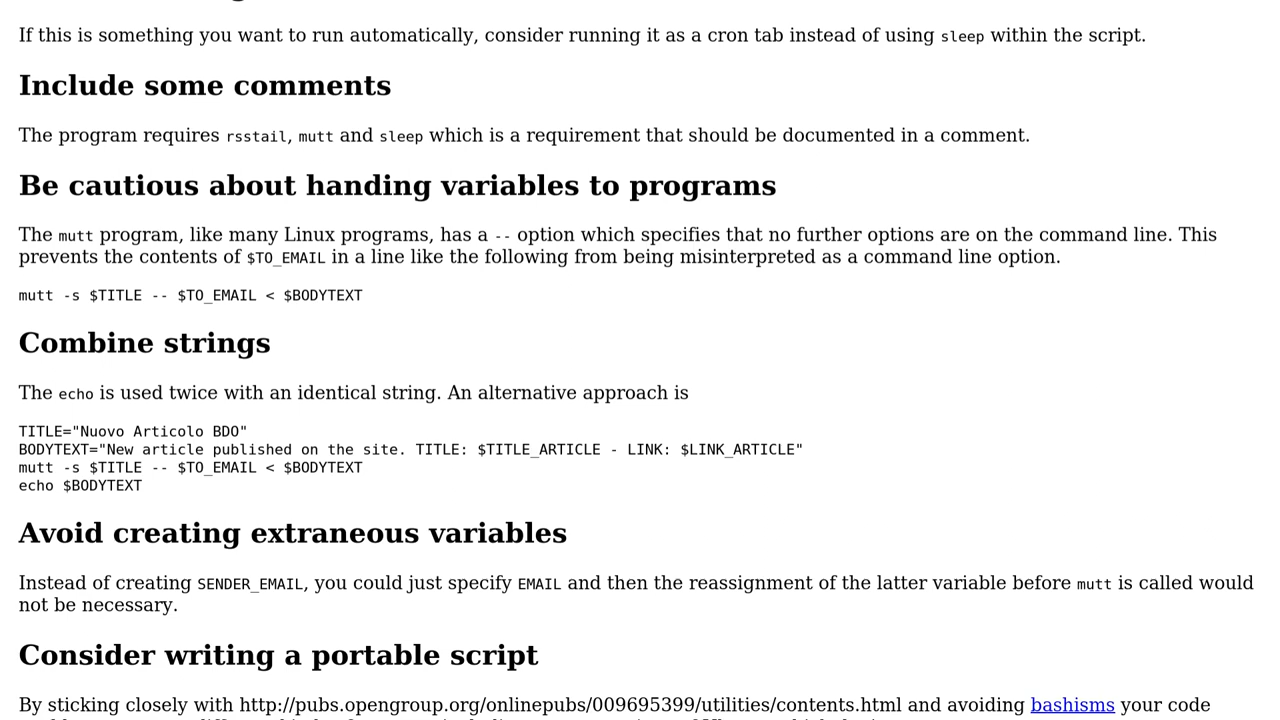 If this is something you want to run automatically, consider running it as a cron tab instead of using sleep within the script.
Include some comments
The program requires rsstail, mutt and sleep which is a requirement that should be documented in a comment.
Be cautious about handing variables to programs
The mutt program, like many Linux programs, has a -- option which specifies that no further options are on the command line. This
prevents the contents of $TO_EMAIL in a line like the following from being misinterpreted as a command line option.
mutt -s $TITLE -- $TO_EMAIL < $BODYTEXT
Combine strings
The echo is used twice with an identical string. An alternative approach is
TITLE="Nuovo Articolo BDO"
BODYTEXT="New article published on the site. TITLE: $TITLE_ARTICLE - LINK: $LINK_ARTICLE"
mutt -s $TITLE -- $TO_EMAIL < $BODYTEXT
echo $BODYTEXT
Avoid creating extraneous variables
Instead of creating SENDER_EMAIL, you could just specify EMAIL and then the reassignment of the latter variable before mutt is called would
not be necessary.
Consider writing a portable script
By sticking closely with http://pubs.opengroup.org/onlinepubs/009695399/utilities/contents.html and avoiding bashisms your code